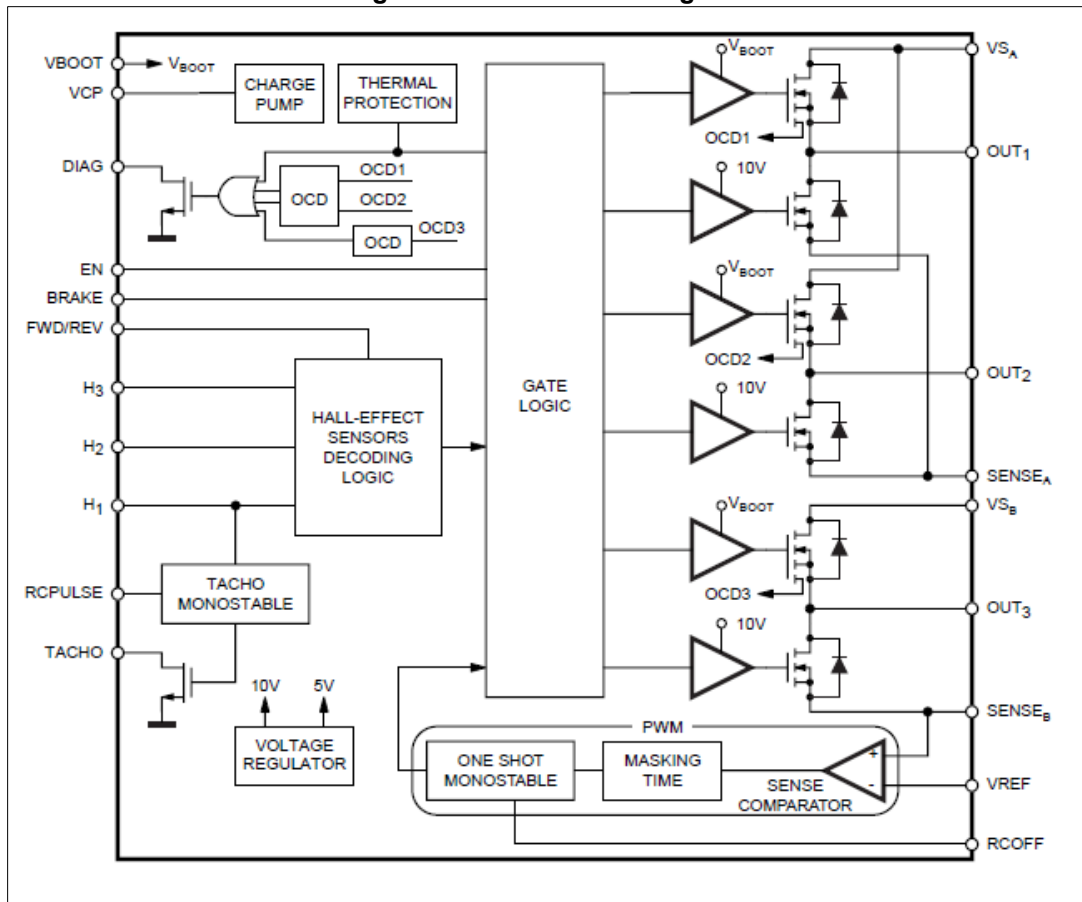 VBOOT
VBOOT
VCP
CHARGE
PUMP
THERMAL
PROTECTION
DIAG
OCD
OCD1
OCD2
OCD
OCD3
EN
BRAKE
FWD/REV
H3
H2
H1
HALL-EFFECT
SENSORS
DECODING
LOGIC
RCPULSE
TACHO
MONOSTABLE
TACHO
10V
5V
VOLTAGE
REGULATOR
GATE
LOGIC
VBOOT
OCD1
10V
VBOOT
OCD2
10V
VBOOT
OCD3
10V
VSA
OUT1
OUT2
SENSEA
VSB
OUT3
SENSEB
PWM
ONE SHOT
MONOSTABLE
MASKING
TIME
+
-
SENSE
COMPARATOR
VREF
RCOFF